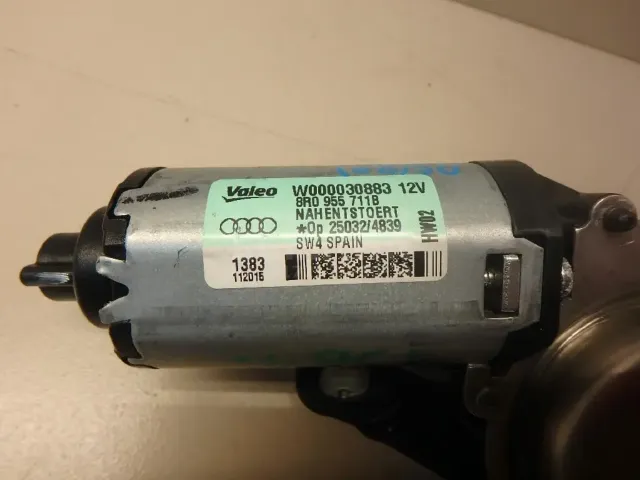 Valeo W000030883 12V
8R0 955 711B
NAHENTSTOERT
*Op 25032/4839
SW4 SPAIN
HW02
1383
112015